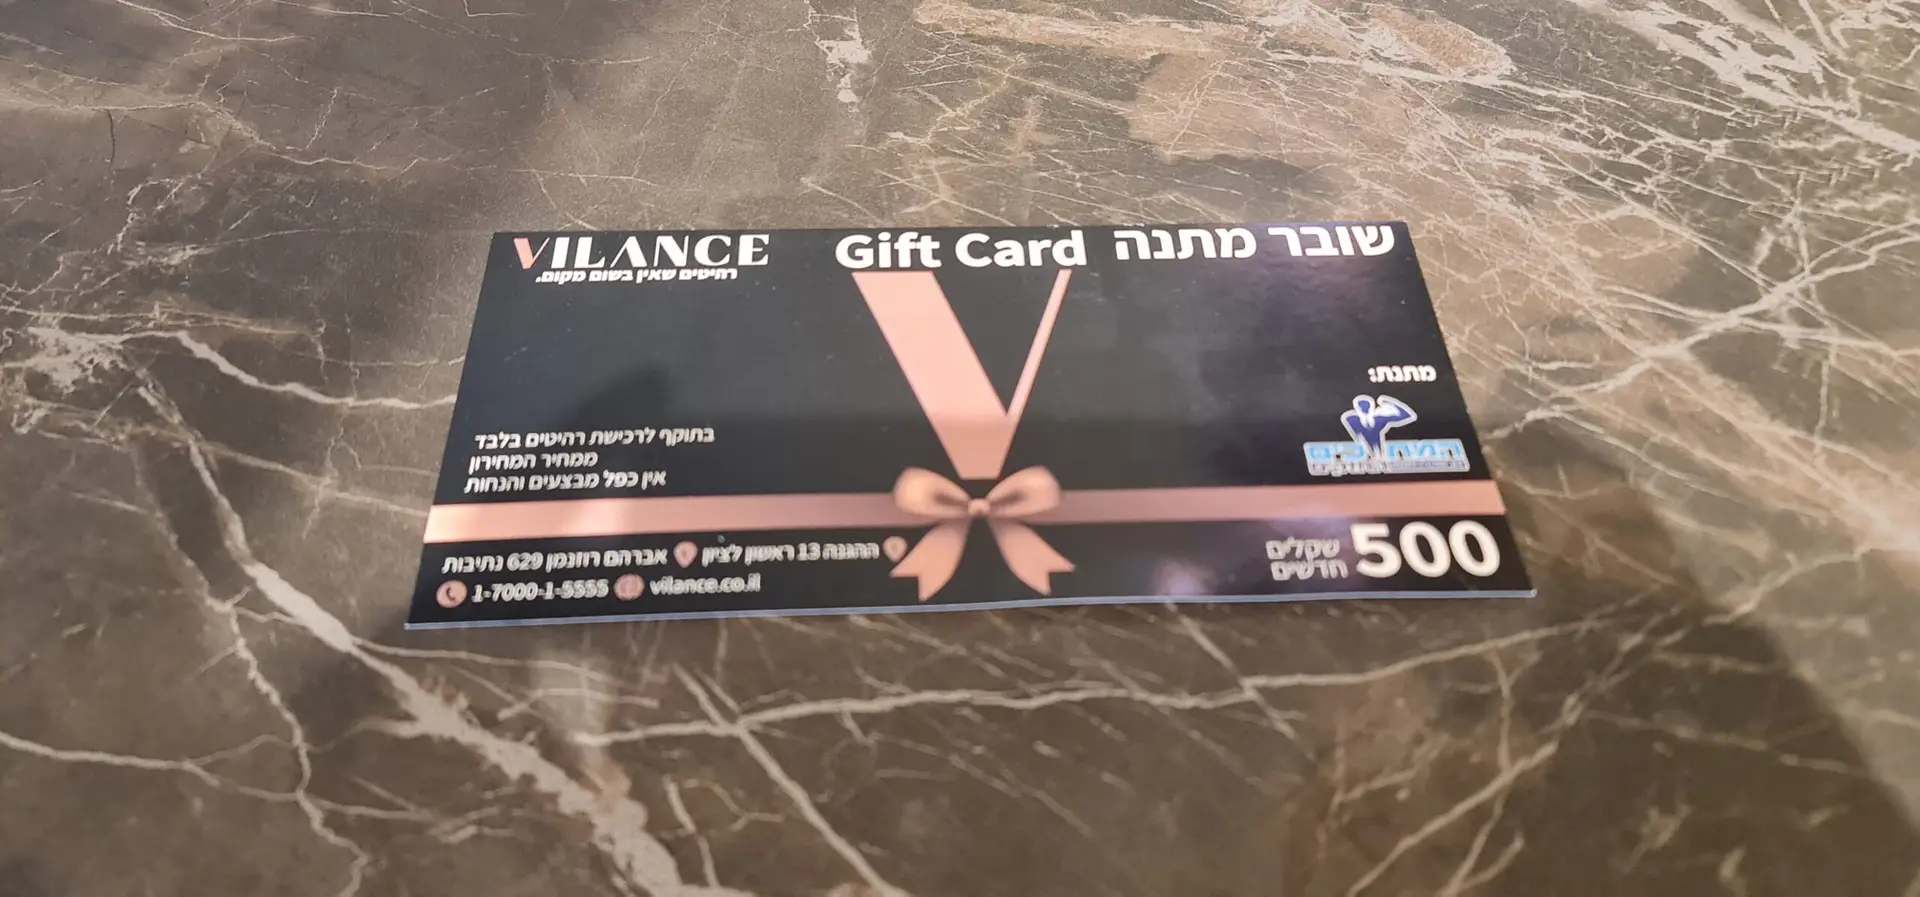 VILANCE
רהיטים שאין בשום מקום.
Gift Card שובר מתנה
מתנת:
בתוקף לרכישת רהיטים בלבד
ממחיר המחירון
אין כפל מבצעים והנחות
500 שקלים חדשים
ההגנה 13 ראשון לציון אברהם רוזנמן 629 נתיבות
1-7000-1-5555 vilance.co.il